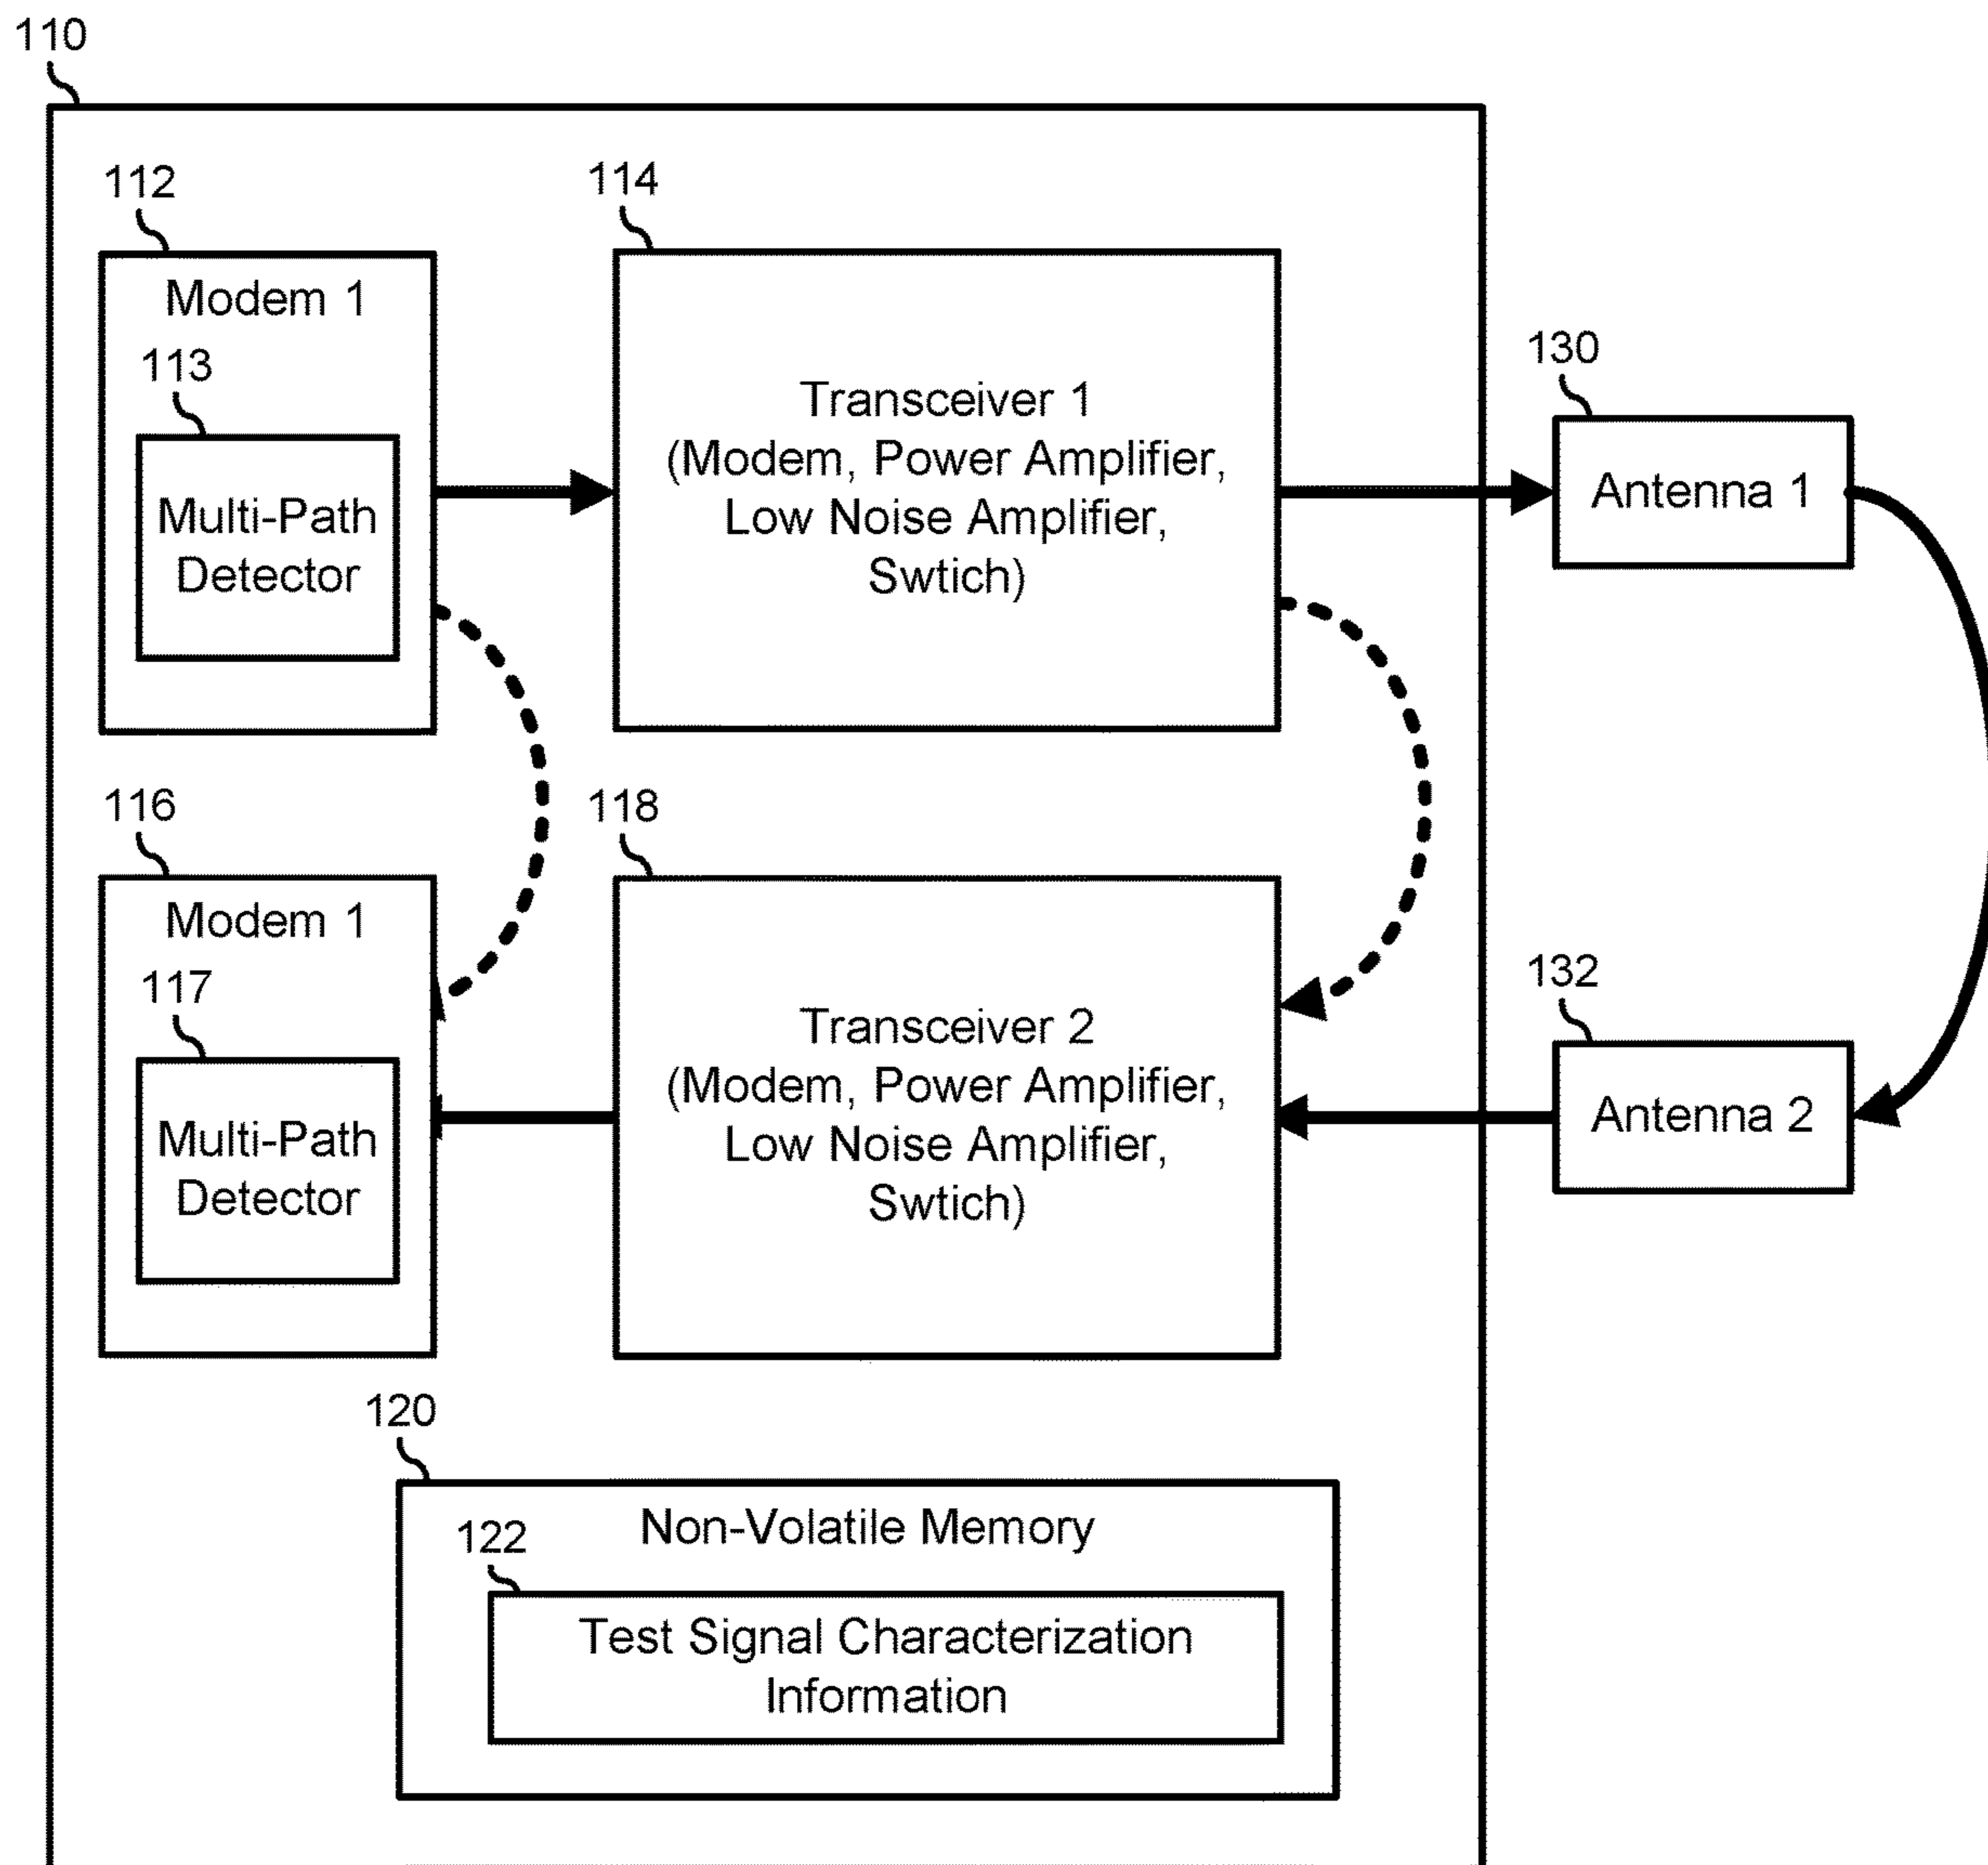 110
112
114
Modem 1
113
Multi-Path
Detector
Transceiver 1
(Modem, Power Amplifier,
Low Noise Amplifier,
Swtich)
130
Antenna 1
116
118
Modem 1
117
Multi-Path
Detector
Transceiver 2
(Modem, Power Amplifier,
Low Noise Amplifier,
Swtich)
132
Antenna 2
120
Non-Volatile Memory
122
Test Signal Characterization
Information